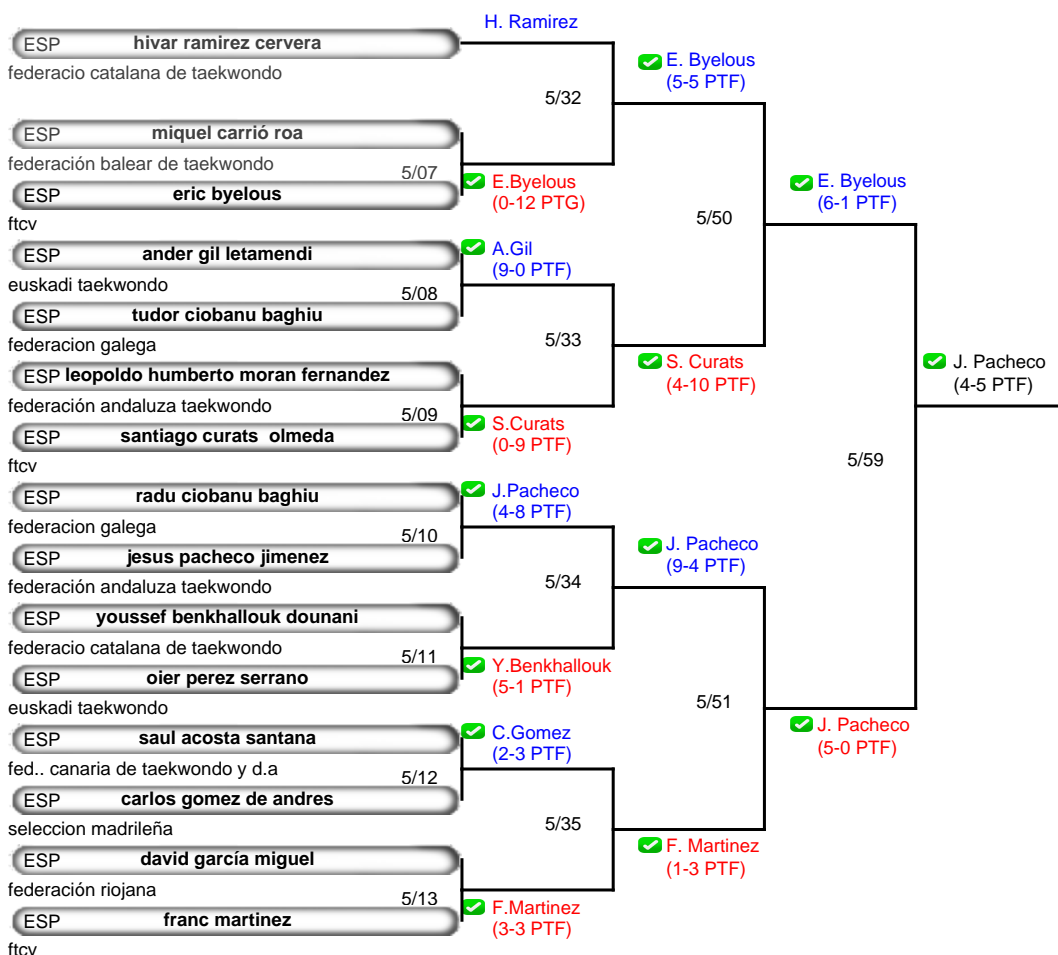 H. Ramirez
ESP hivar ramirez cervera
federacio catalana de taekwondo
E. Byelous
(5-5 PTF)
5/32
ESP miquel carrió roa
federación balear de taekwondo
5/07
E.Byelous
(0-12 PTG)
ESP eric byelous
ftcv
E. Byelous
(6-1 PTF)
5/50
ESP ander gil letamendi
euskadi taekwondo
A.Gil
(9-0 PTF)
5/08
ESP tudor ciobanu baghiu
federacion galega
5/33
S. Curats
(4-10 PTF)
J. Pacheco
(4-5 PTF)
ESP leopoldo humberto moran fernandez
federación andaluza taekwondo
5/09
S.Curats
(0-9 PTF)
ESP santiago curats olmeda
ftcv
5/59
ESP radu ciobanu baghiu
federacion galega
J.Pacheco
(4-8 PTF)
5/10
ESP jesus pacheco jimenez
federación andaluza taekwondo
J. Pacheco
(9-4 PTF)
5/34
ESP youssef benkhallouk dounani
federacio catalana de taekwondo
5/11
Y.Benkhallouk
(5-1 PTF)
ESP oier perez serrano
euskadi taekwondo
5/51
J. Pacheco
(5-0 PTF)
ESP saul acosta santana
fed.. canaria de taekwondo y d.a
C.Gomez
(2-3 PTF)
5/12
ESP carlos gomez de andres
seleccion madrileña
5/35
F. Martinez
(1-3 PTF)
ESP david garcía miguel
federación riojana
5/13
F.Martinez
(3-3 PTF)
ESP franc martinez
ftcv